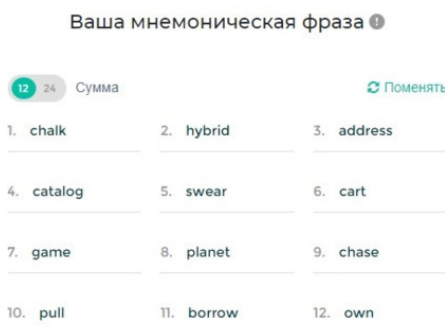 Ваша мнемоническая фраза
12 24 Сумма Поменять
1. chalk 2. hybrid 3. address
4. catalog 5. swear 6. cart
7. game 8. planet 9. chase
10. pull 11. borrow 12. own